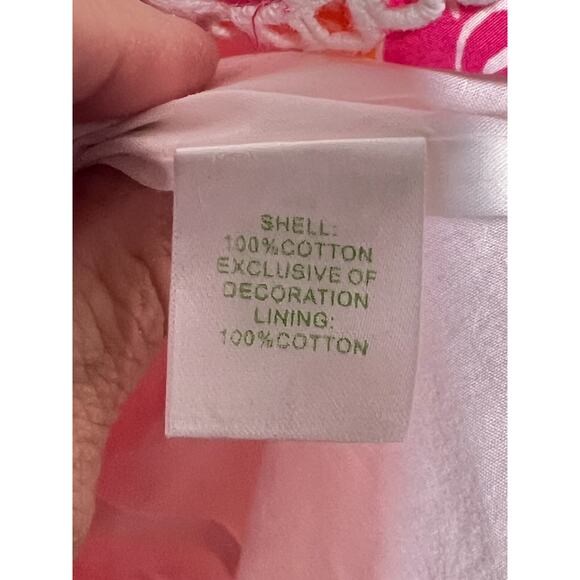 SHELL:
100%COTTON
EXCLUSIVE OF
DECORATION
LINING:
100%COTTON